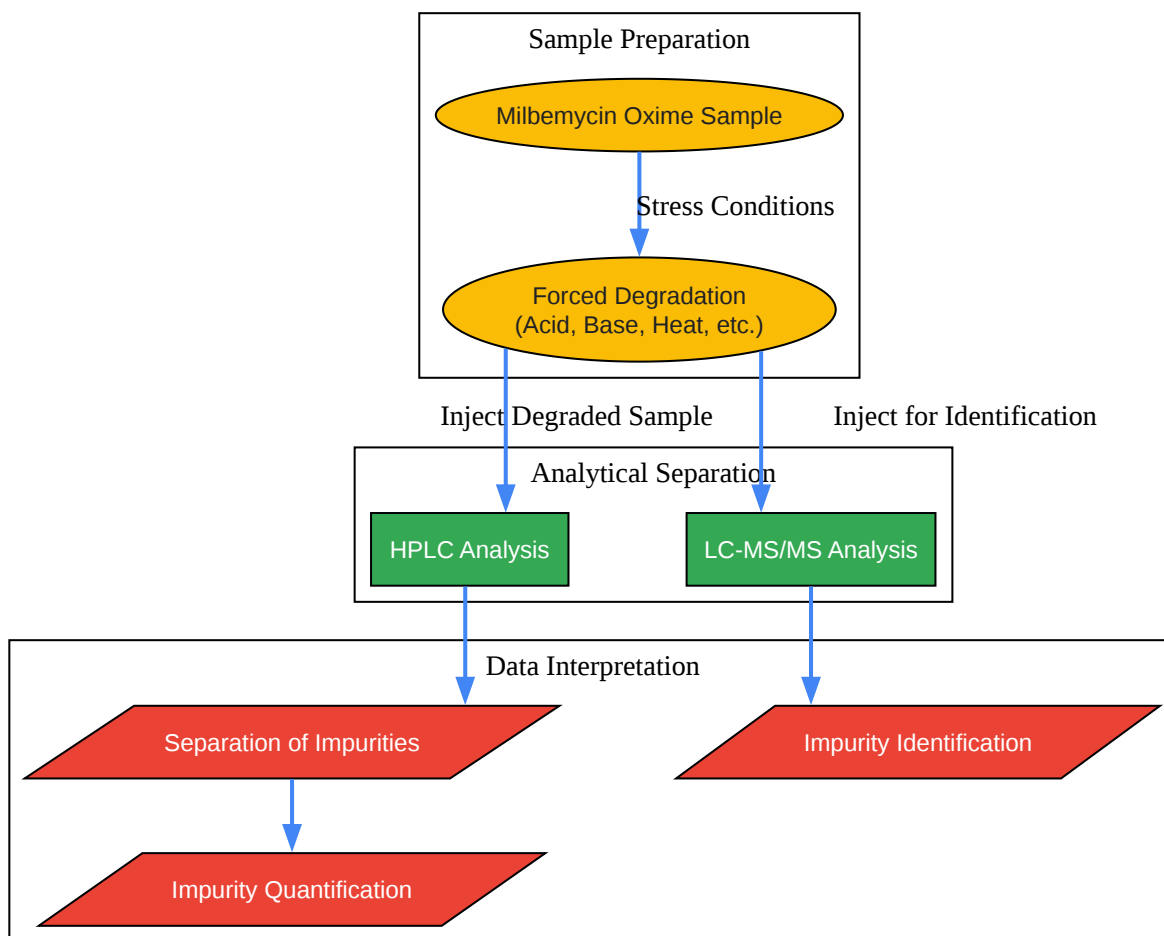 Sample Preparation
Milbemycin Oxime Sample
Stress Conditions
Forced Degradation
(Acid, Base, Heat, etc.)
Inject Degraded Sample
Inject for Identification
Analytical Separation
HPLC Analysis
LC-MS/MS Analysis
Data Interpretation
Separation of Impurities
Impurity Identification
Impurity Quantification